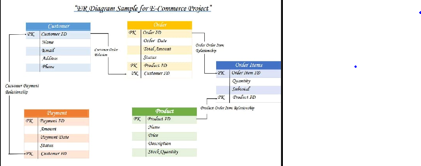 "ER Diagram Sample for E-Commerce Project"
Customer
PK Customer ID
Name
Email
Address
Phone
Customer Order
Relation
Order
PK Order ID
Order Date
Total Amount
Status
PK Product ID
PK Customer ID
Order Order Item
Relationship
Order Items
PK Order Item ID
Quantity
Subtotal
PK Product ID
Customer Payment
Relationship
Payment
PK Payment ID
Amount
Payment Date
Status
PK Customer ID
Product Order Item Relationship
Product
PK Product ID
Name
Price
Description
Stock Quantity